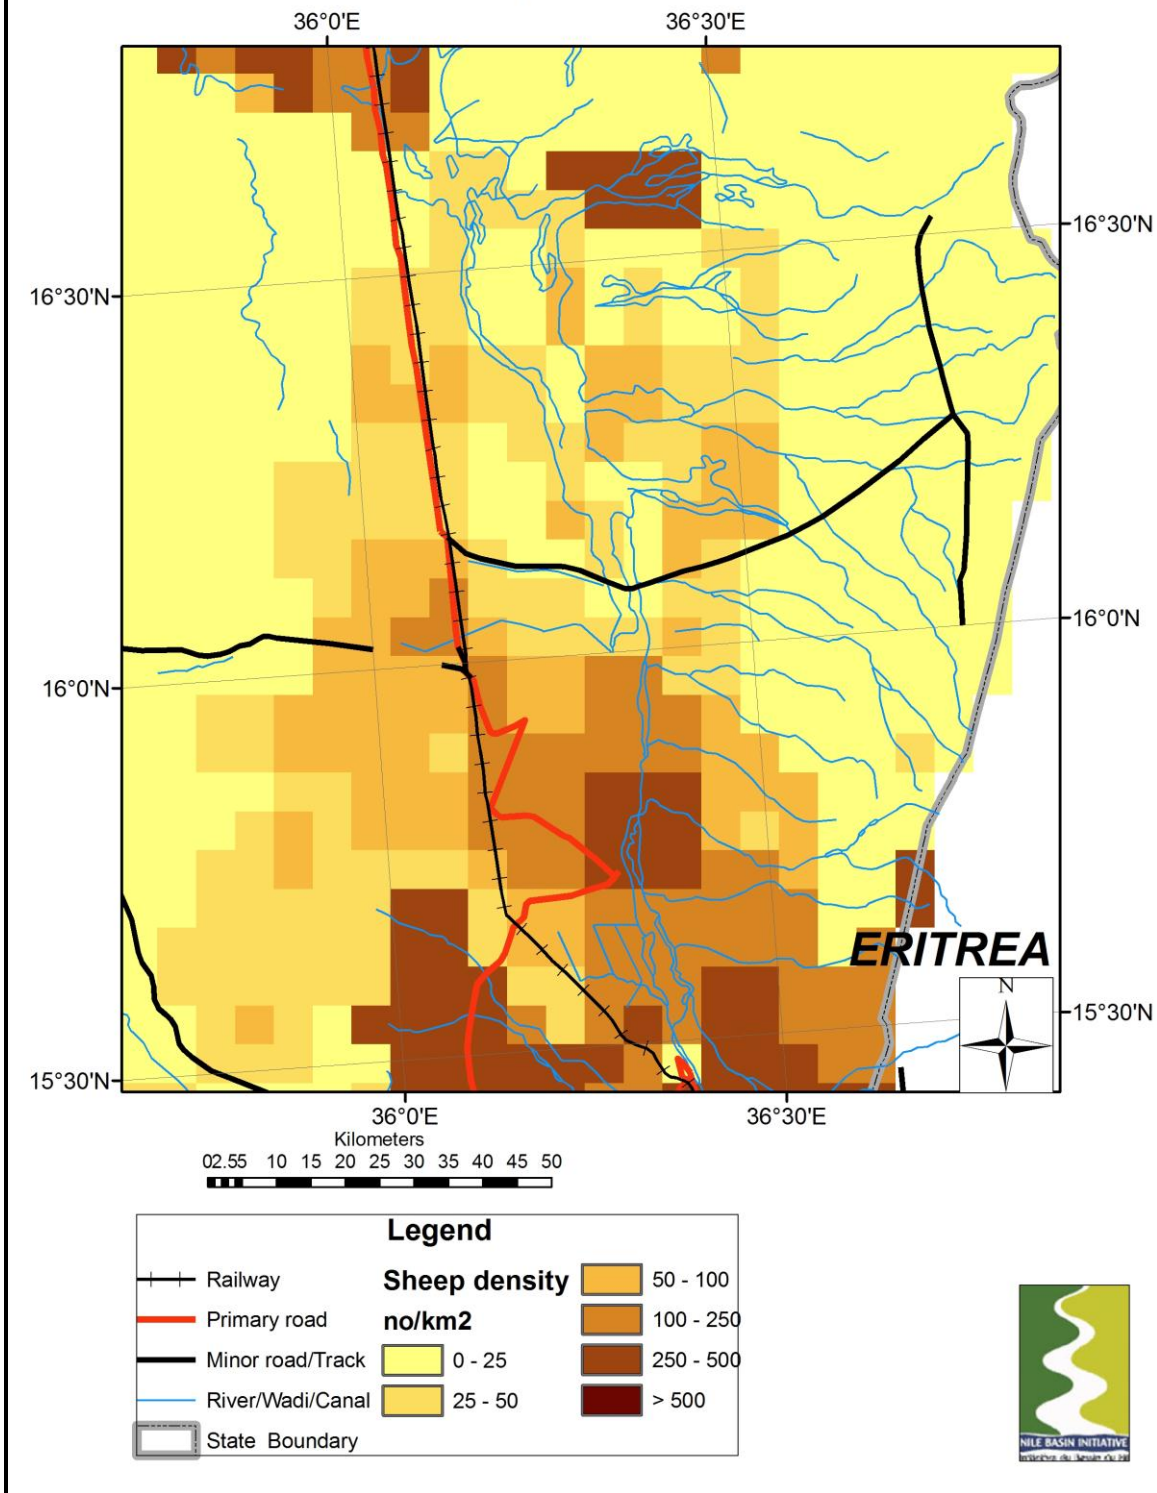 36°0'E
36°30'E
16°30'N
16°30'N
16°0'N
16°0'N
ERITREA
N
15°30'N
15°30'N
36°0'E
36°30'E
Kilometers
02.55 10 15 20 25 30 35 40 45 50
Legend
Railway
Primary road
Minor road/Track
River/Wadi/Canal
State Boundary
Sheep density
no/km2
0 - 25
25 - 50
50 - 100
100 - 250
250 - 500
> 500
NILE BASIN INITIATIVE